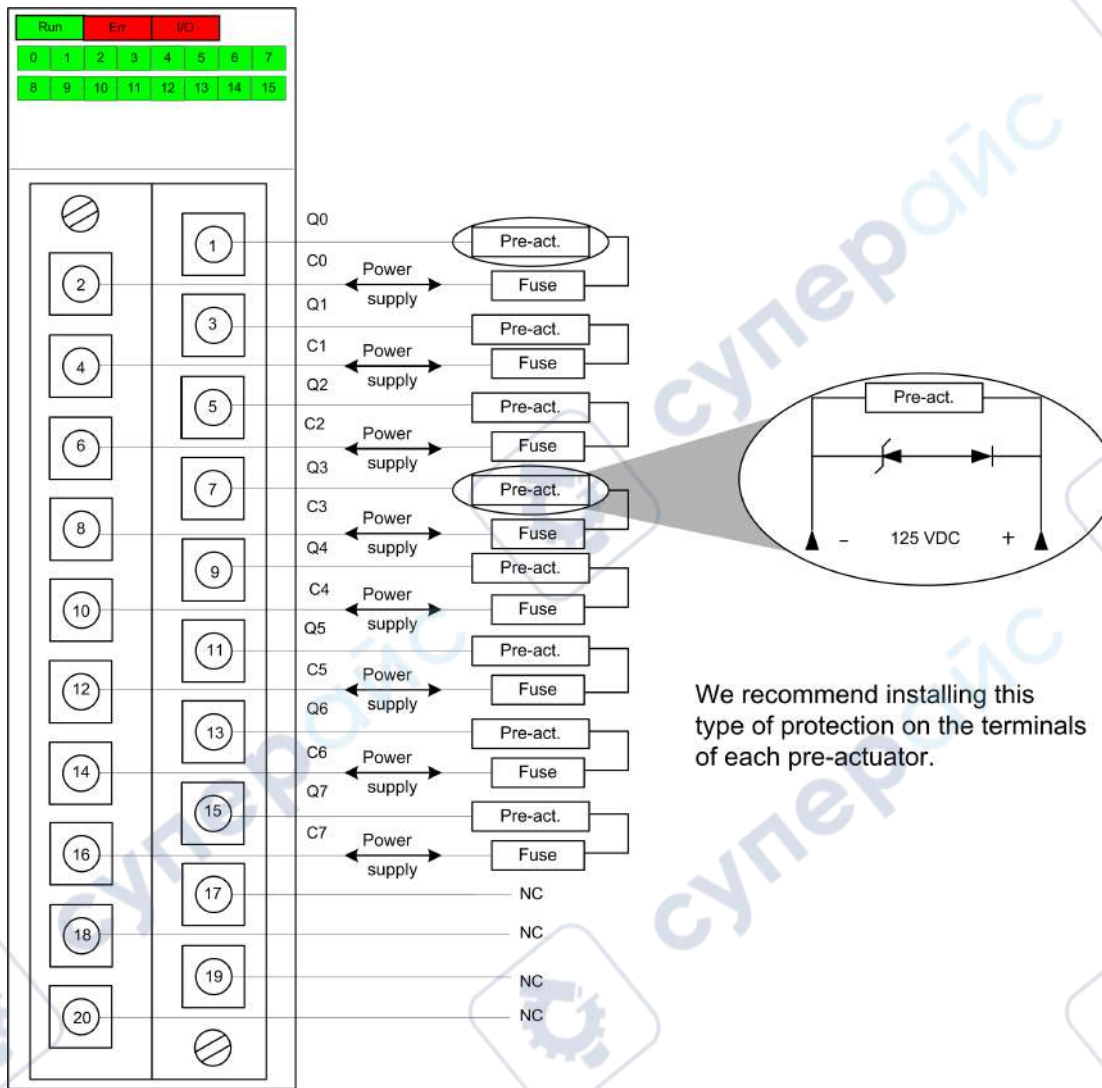 Run Err I/O
0 1 2 3 4 5 6 7
8 9 10 11 12 13 14 15
Q0
1 Pre-act.
C0
2 Power supply Fuse
Q1
3 Pre-act.
C1
4 Power supply Fuse
Q2
5 Pre-act.
C2
6 Power supply Fuse
Q3
7 Pre-act.
C3
8 Power supply Fuse
Q4
9 Pre-act.
C4
10 Power supply Fuse
Q5
11 Pre-act.
C5
12 Power supply Fuse
Q6
13 Pre-act.
C6
14 Power supply Fuse
Q7
15 Pre-act.
C7
16 Power supply Fuse
17 NC
18 NC
19 NC
20 NC
Pre-act.
- 125 VDC +
We recommend installing this
type of protection on the terminals
of each pre-actuator.
суперайс
суперайс
суперайс